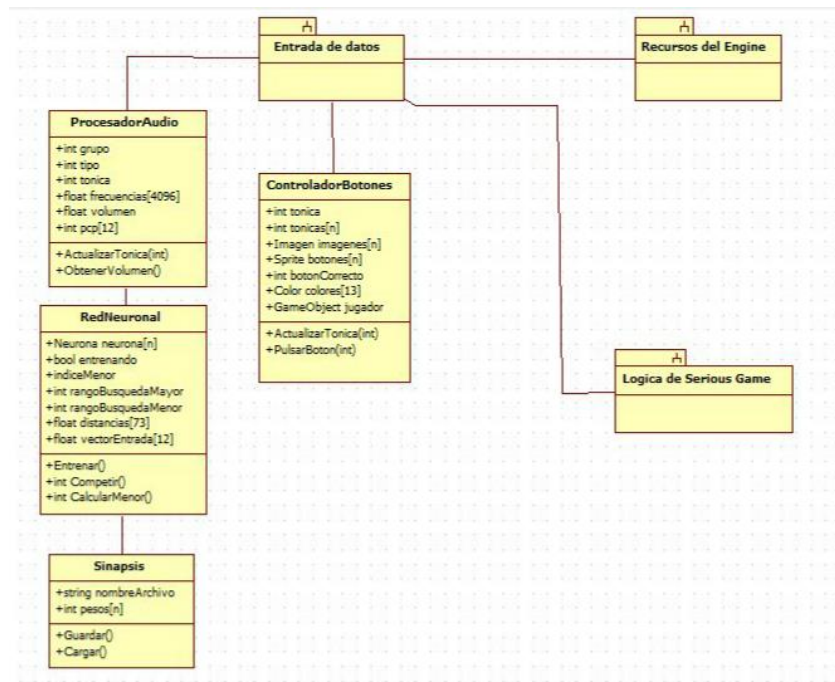 Entrada de datos
Recursos del Engine
ProcesadorAudio
+int grupo
+int tipo
+int tonica
+float frecuencias[4096]
+float volumen
+int pcp[12]
+ActualizarTonica(int)
+ObtenerVolumen()
ControladorBotones
+int tonica
+int tonicas[n]
+Imagen imagenes[n]
+Sprite botones[n]
+int botonCorrecto
+Color colores[13]
+GameObject jugador
+ActualizarTonica(int)
+PulsarBoton(int)
RedNeuronal
+Neurona neurona[n]
+bool entrenando
+indiceMenor
+int rangoBusquedaMayor
+int rangoBusquedaMenor
+float distancias[73]
+float vectorEntrada[12]
+Entrenar()
+int Competir()
+int CalcularMenor()
Logica de Serious Game
Sinapsis
+string nombreArchivo
+int pesos[n]
+Guardar()
+Cargar()